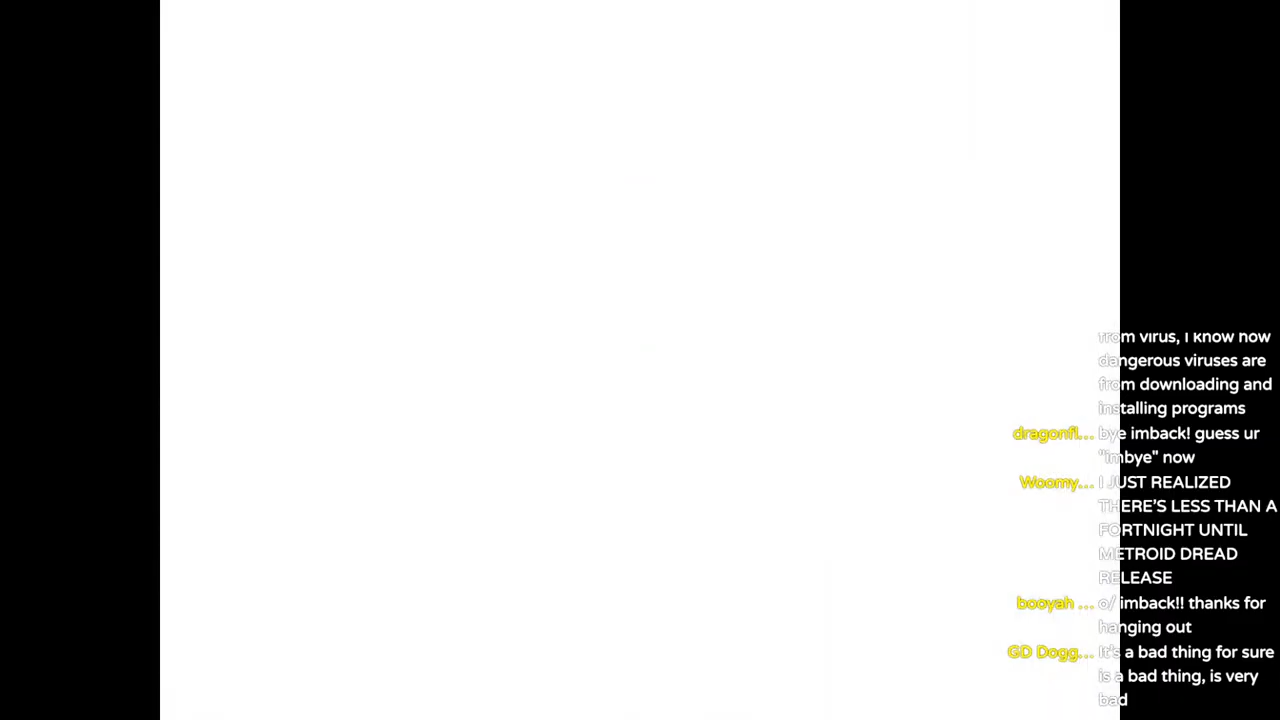 from virus, I know how
dangerous viruses are
from downloading and
installing programs
dragonfl... bye imback! guess ur
"imbye" now
Woomy... I JUST REALIZED
THERE'S LESS THAN A
FORTNIGHT UNTIL
METROID DREAD
RELEASE
booyah ... o/ imback!! thanks for
hanging out
GD Dogg... It's a bad thing for sure
is a bad thing, is very
bad